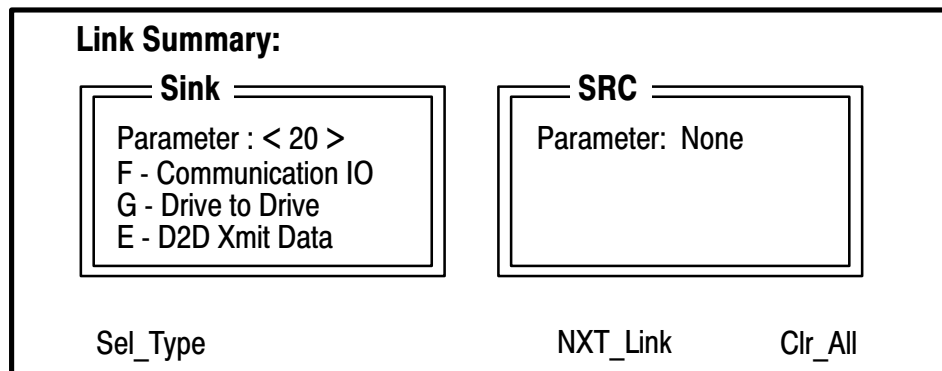 Link Summary:
Sink
Parameter : < 20 >
F - Communication IO
G - Drive to Drive
E - D2D Xmit Data
SRC
Parameter: None
Sel_Type
NXT_Link
Clr_All